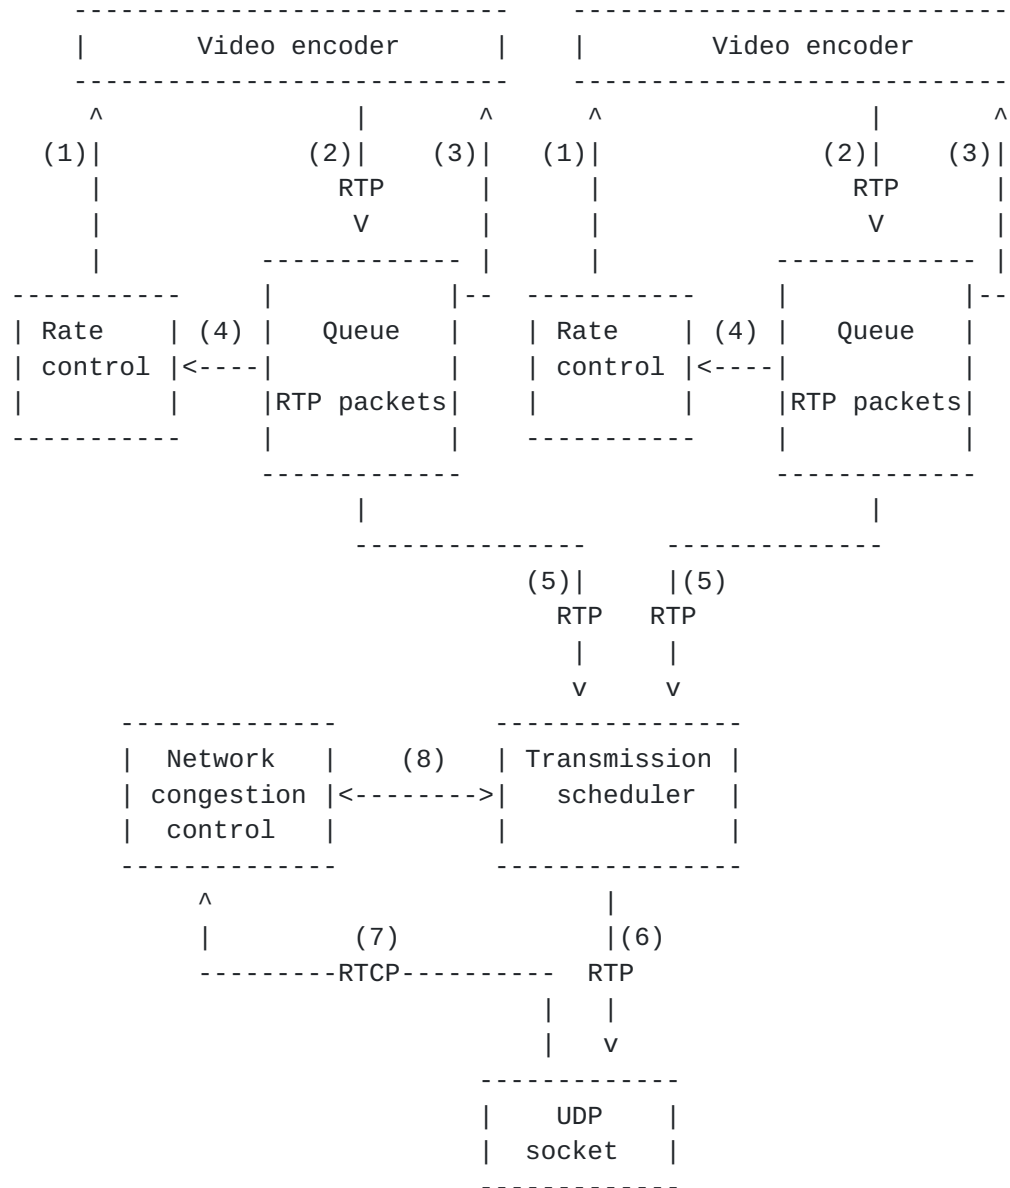 Video encoder Video encoder
(1) (2) (3) (1) (2) (3)
RTP RTP
Rate (4) Queue Rate (4) Queue
control control
RTP packets RTP packets
(5) (5)
RTP RTP
Network (8) Transmission
congestion scheduler
control
(7) (6)
RTCP RTP
UDP
socket